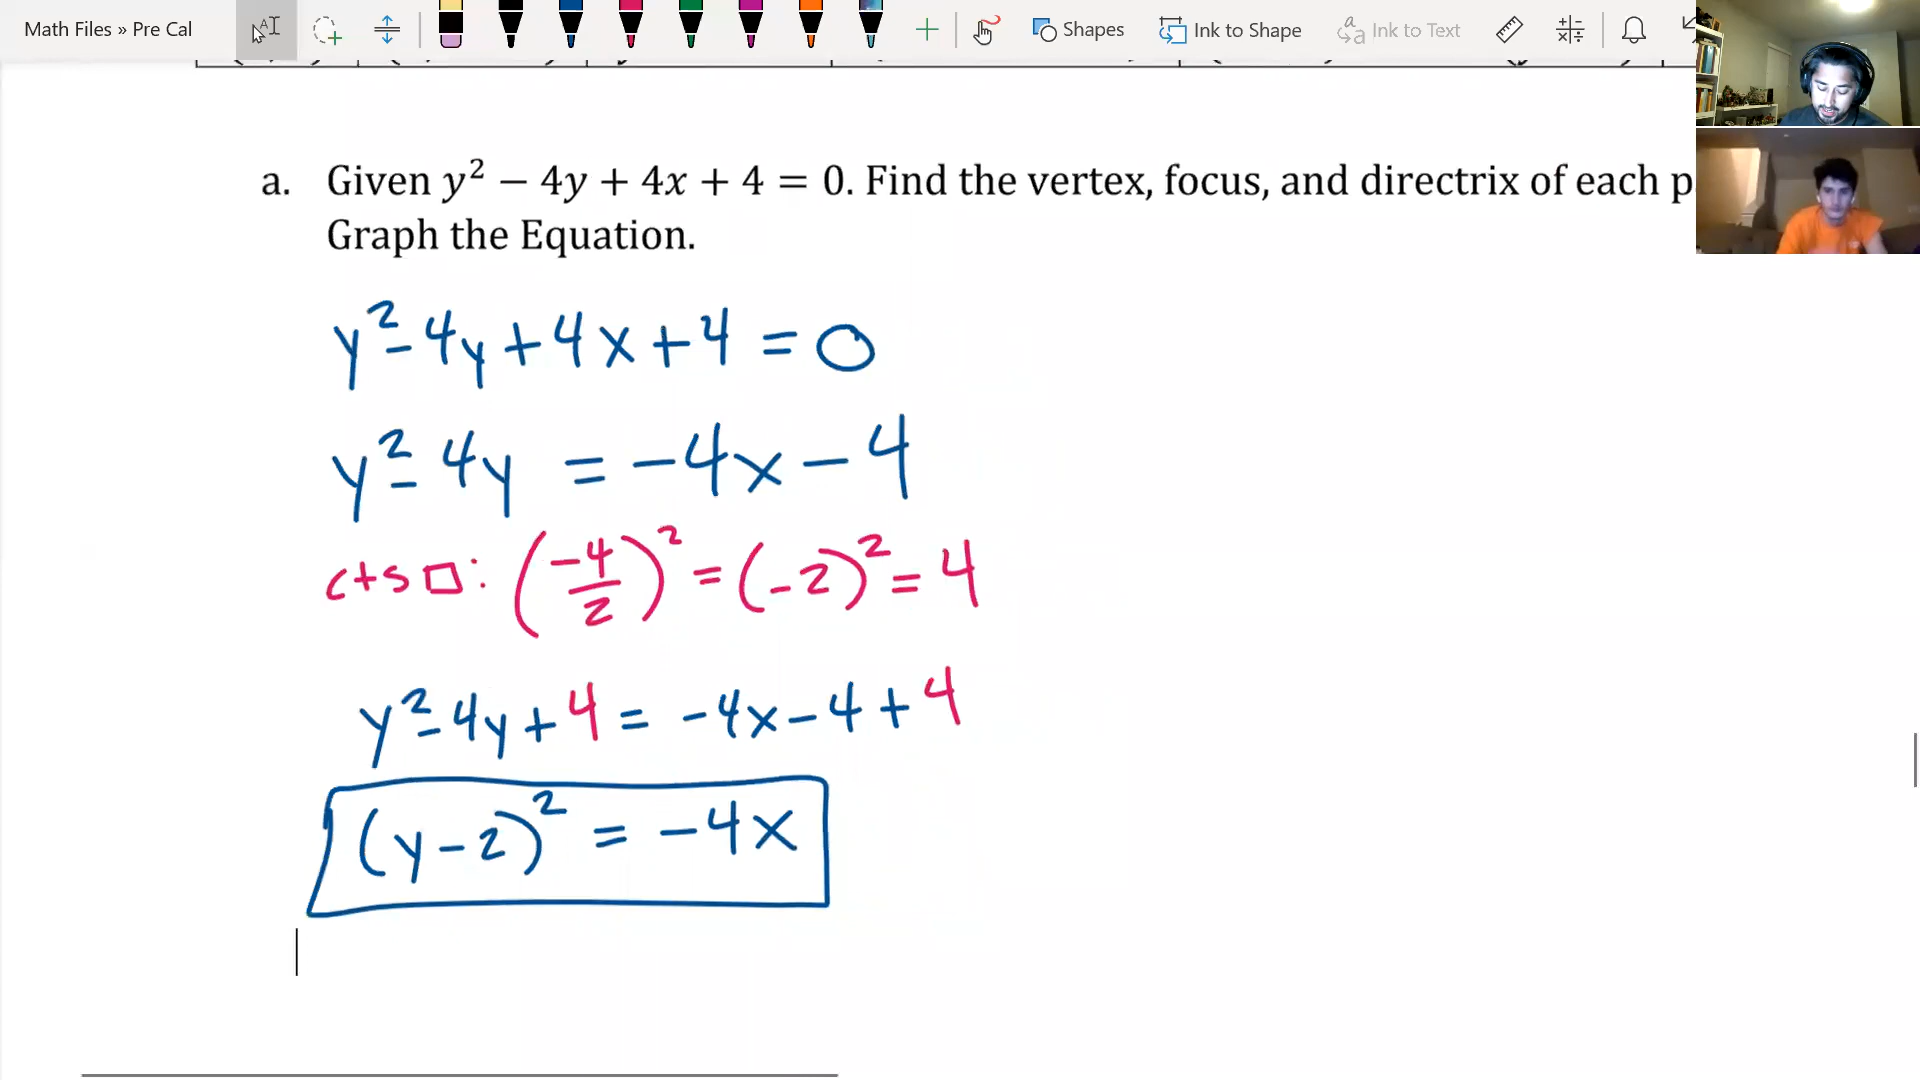 Math Files » Pre Cal
Shapes
Ink to Shape
Ink to Text
a. Given y² − 4y + 4x + 4 = 0. Find the vertex, focus, and directrix of each p
Graph the Equation.
y² - 4y + 4x + 4 = 0
y² - 4y = -4x - 4
cts □: (-4/2)² = (-2)² = 4
y² - 4y + 4 = -4x - 4 + 4
(y - 2)² = -4x